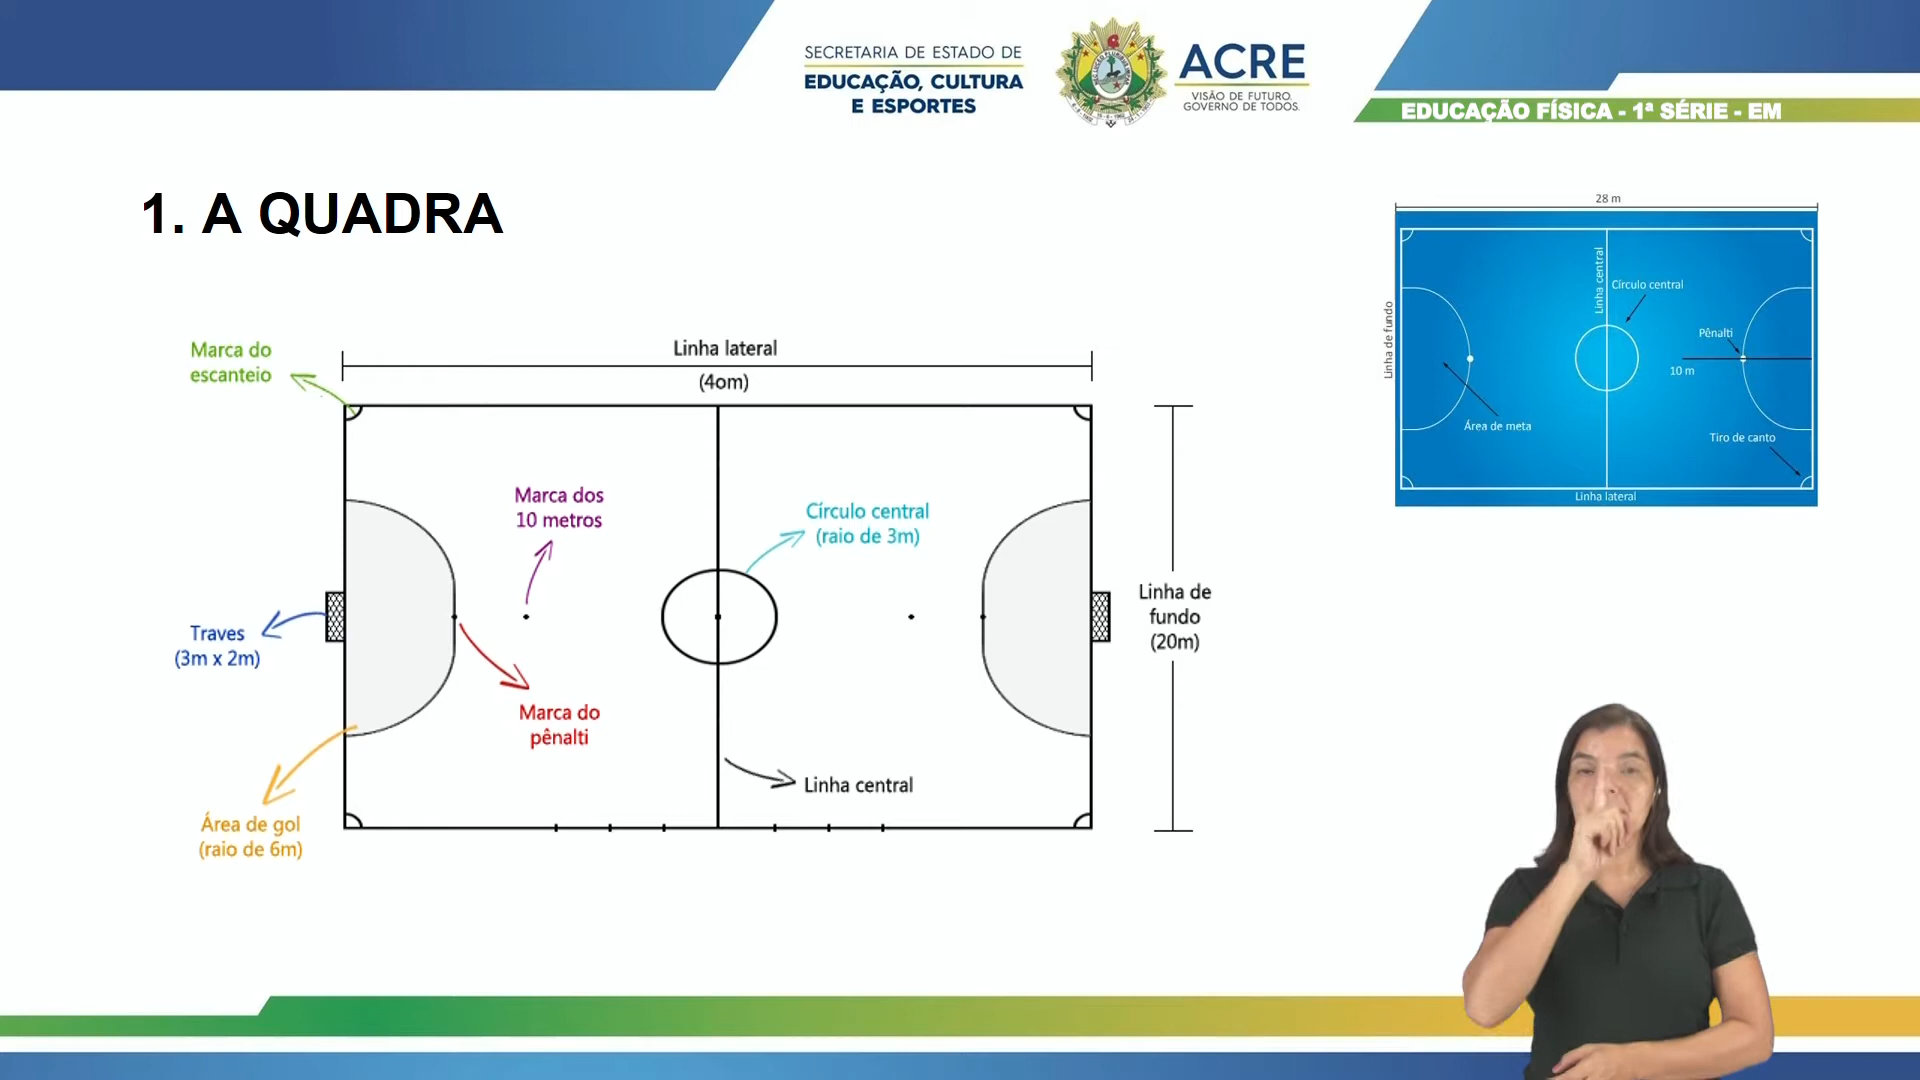 SECRETARIA DE ESTADO DE
EDUCAÇÃO, CULTURA
E ESPORTES
ACRE
VISÃO DE FUTURO.
GOVERNO DE TODOS.
EDUCAÇÃO FÍSICA - 1ª SÉRIE - EM
1. A QUADRA
Marca do
escanteio
Linha lateral
(4om)
Marca dos
10 metros
Círculo central
(raio de 3m)
Traves
(3m x 2m)
Marca do
pênalti
Linha de
fundo
(20m)
Linha central
Área de gol
(raio de 6m)
28 m
Linha de fundo
Linha central
Círculo central
Pênalti
10 m
Área de meta
Tiro de canto
Linha lateral